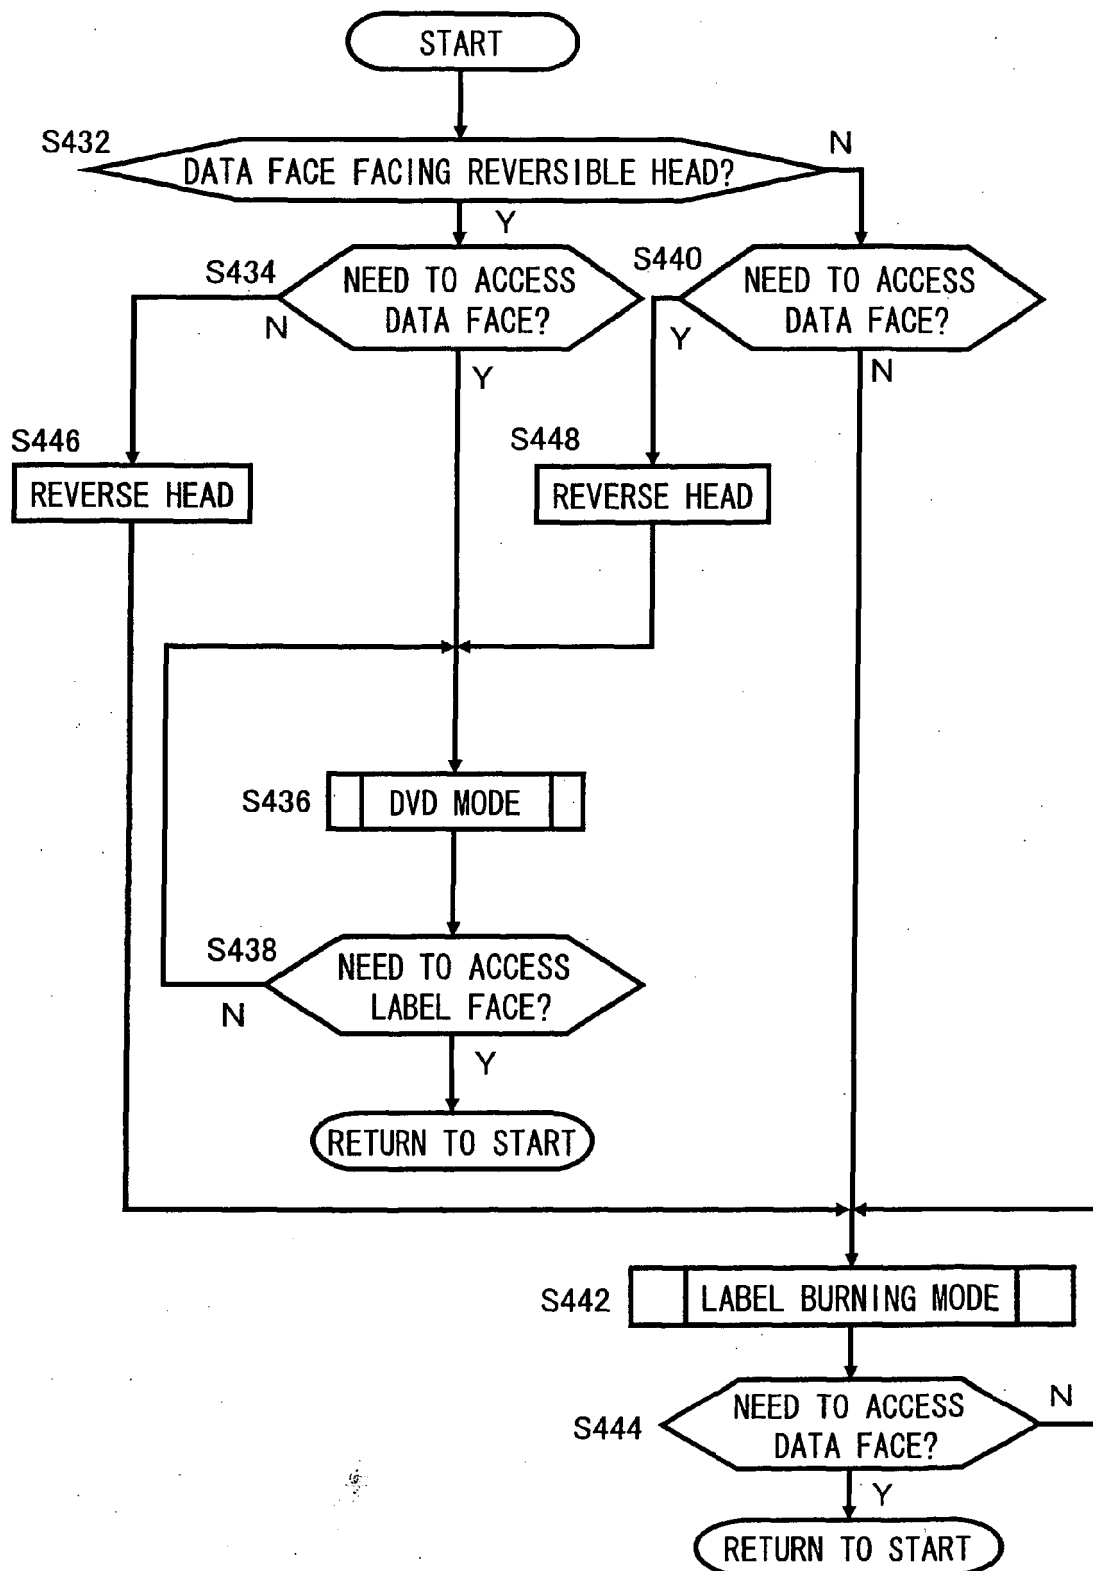 START
S432
DATA FACE FACING REVERSIBLE HEAD?
N
Y
S434
NEED TO ACCESS
DATA FACE?
N
Y
S440
NEED TO ACCESS
DATA FACE?
Y
N
S446
REVERSE HEAD
S448
REVERSE HEAD
S436
DVD MODE
S438
NEED TO ACCESS
LABEL FACE?
N
Y
RETURN TO START
S442
LABEL BURNING MODE
S444
NEED TO ACCESS
DATA FACE?
N
Y
RETURN TO START